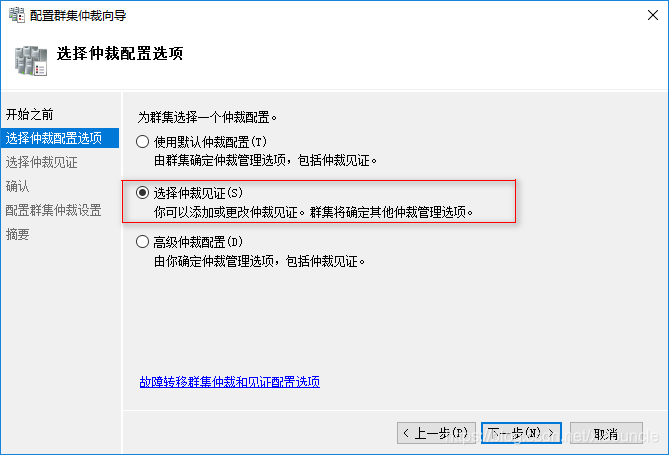 配置群集仲裁向导
选择仲裁配置选项
开始之前
选择仲裁配置选项
选择仲裁见证
确认
配置群集仲裁设置
摘要
为群集选择一个仲裁配置。
使用默认仲裁配置(T)
由群集确定仲裁管理选项，包括仲裁见证。
选择仲裁见证(S)
你可以添加或更改仲裁见证。群集将确定其他仲裁管理选项。
高级仲裁配置(D)
由你确定仲裁管理选项，包括仲裁见证。
故障转移群集仲裁和见证配置选项
< 上一步(P) 下一步(N) > 取消